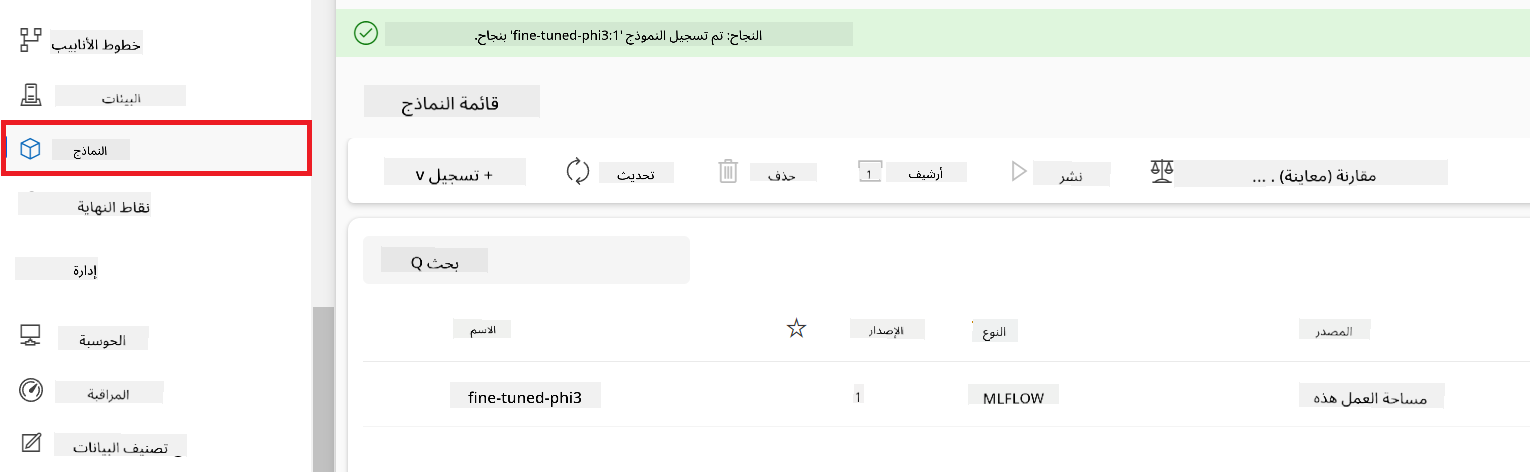 خطوط الأنابيب
البيئات
النماذج
نقاط النهاية
إدارة
الحوسبة
المراقبة
تصنيف البيانات
النجاح: تم تسجيل النموذج 'fine-tuned-phi3:1' بنجاح.
قائمة النماذج
+ تسجيل v
تحديث
حذف
أرشيف
نشر
مقارنة (معاينة) . ...
بحث Q
الاسم
الإصدار
النوع
المصدر
fine-tuned-phi3
1
MLFLOW
مساحة العمل هذه